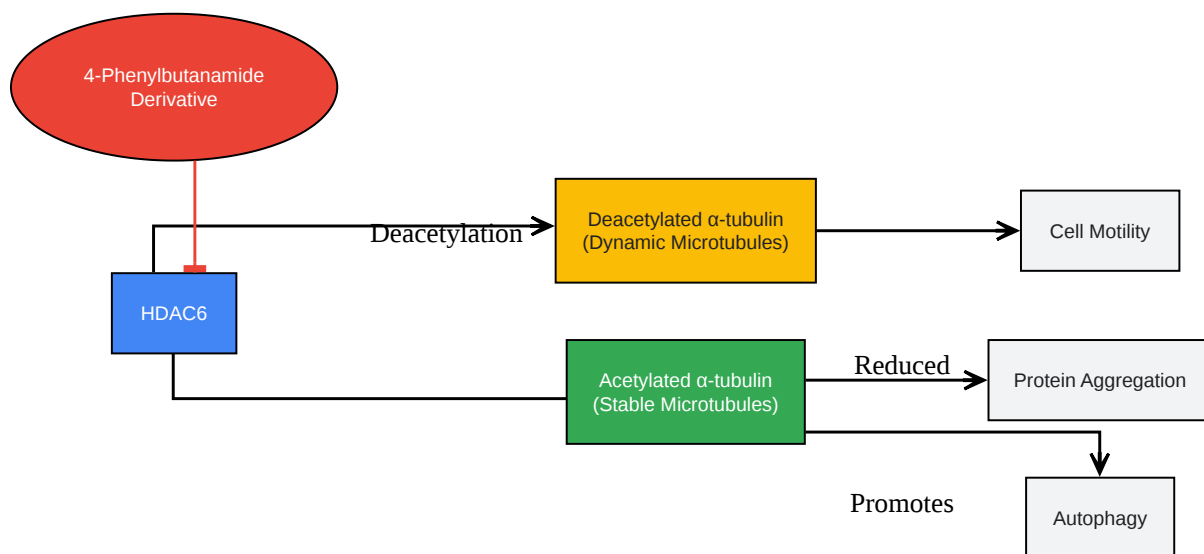 4-Phenylbutanamide
Derivative
Deacetylation
Deacetylated α-tubulin
(Dynamic Microtubules)
Cell Motility
HDAC6
Acetylated α-tubulin
(Stable Microtubules)
Reduced
Protein Aggregation
Promotes
Autophagy